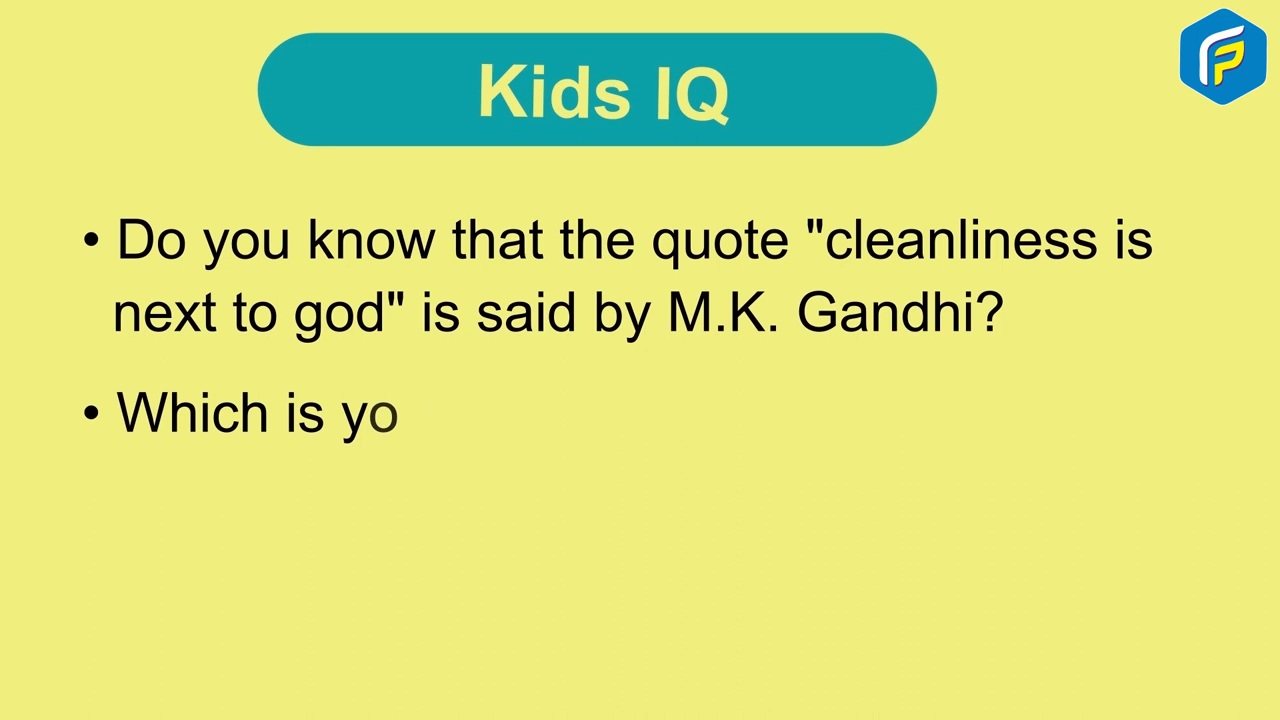 Kids IQ
• Do you know that the quote "cleanliness is
next to god" is said by M.K. Gandhi?
• Which is yo